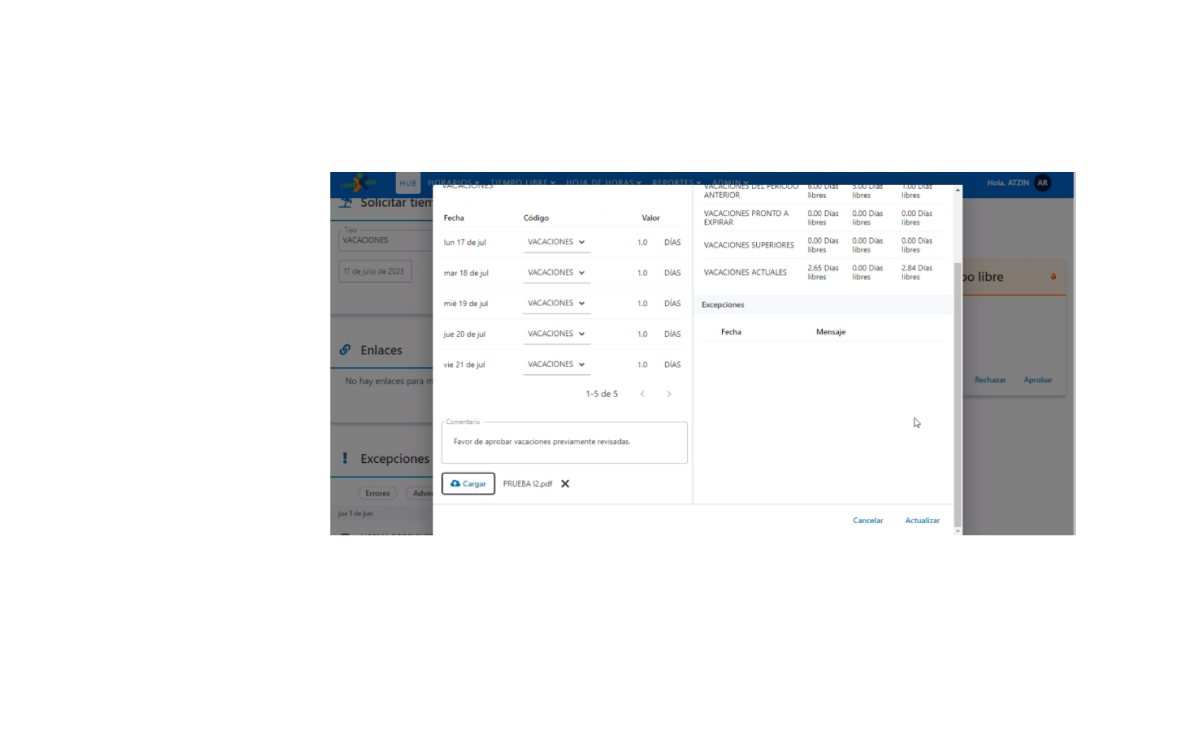 HUB HORARIOS TIEMPO LIBRE HOJA DE HORAS REPORTES ADMIN Hola, ATZIN AR
Solicitar tiem
Tipo
VACACIONES
17 de julio de 2023
Enlaces
No hay enlaces para m
Excepciones
Errores Adver
jue 1 de jun
VACACIONES
Fecha Código Valor
lun 17 de jul VACACIONES 1.0 DÍAS
mar 18 de jul VACACIONES 1.0 DÍAS
mié 19 de jul VACACIONES 1.0 DÍAS
jue 20 de jul VACACIONES 1.0 DÍAS
vie 21 de jul VACACIONES 1.0 DÍAS
1-5 de 5
Comentario
Favor de aprobar vacaciones previamente revisadas.
Cargar PRUEBA I2.pdf
VACACIONES DEL PERIODO 6.00 Días 5.00 Días 1.00 Días
ANTERIOR libres libres libres
VACACIONES PRONTO A 0.00 Días 0.00 Días 0.00 Días
EXPIRAR libres libres libres
VACACIONES SUPERIORES 0.00 Días 0.00 Días 0.00 Días
libres libres libres
VACACIONES ACTUALES 2.65 Días 0.00 Días 2.84 Días
libres libres libres
Excepciones
Fecha Mensaje
Cancelar Actualizar
po libre
Rechazar Aprobar